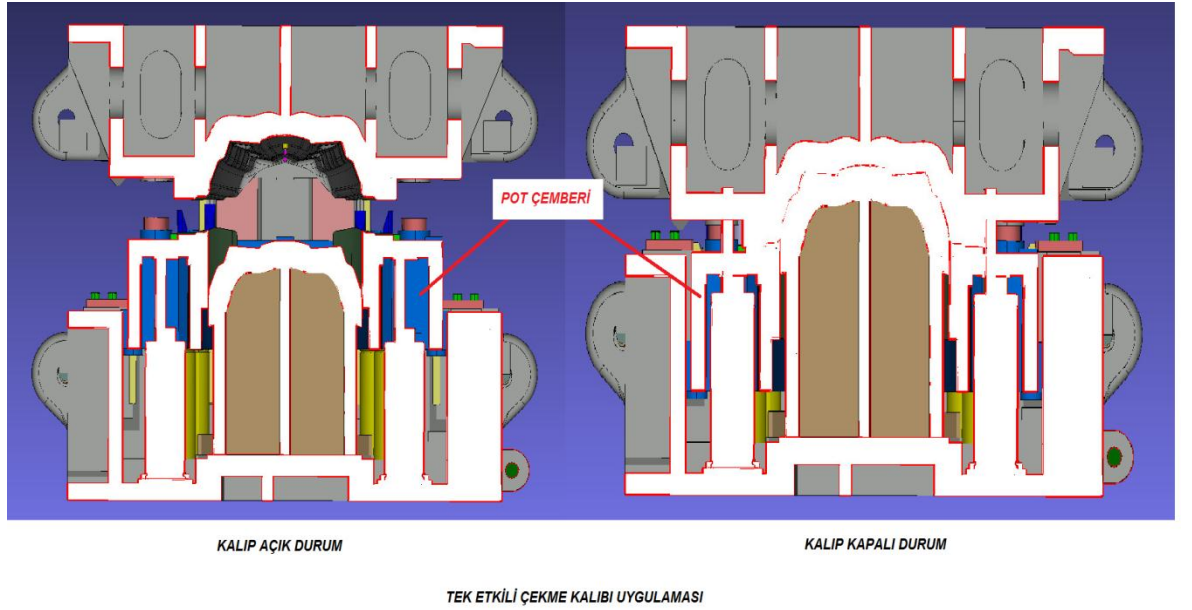 POT ÇEMBERİ
KALIP AÇIK DURUM
KALIP KAPALI DURUM
TEK ETKİLİ ÇEKME KALIBI UYGULAMASI